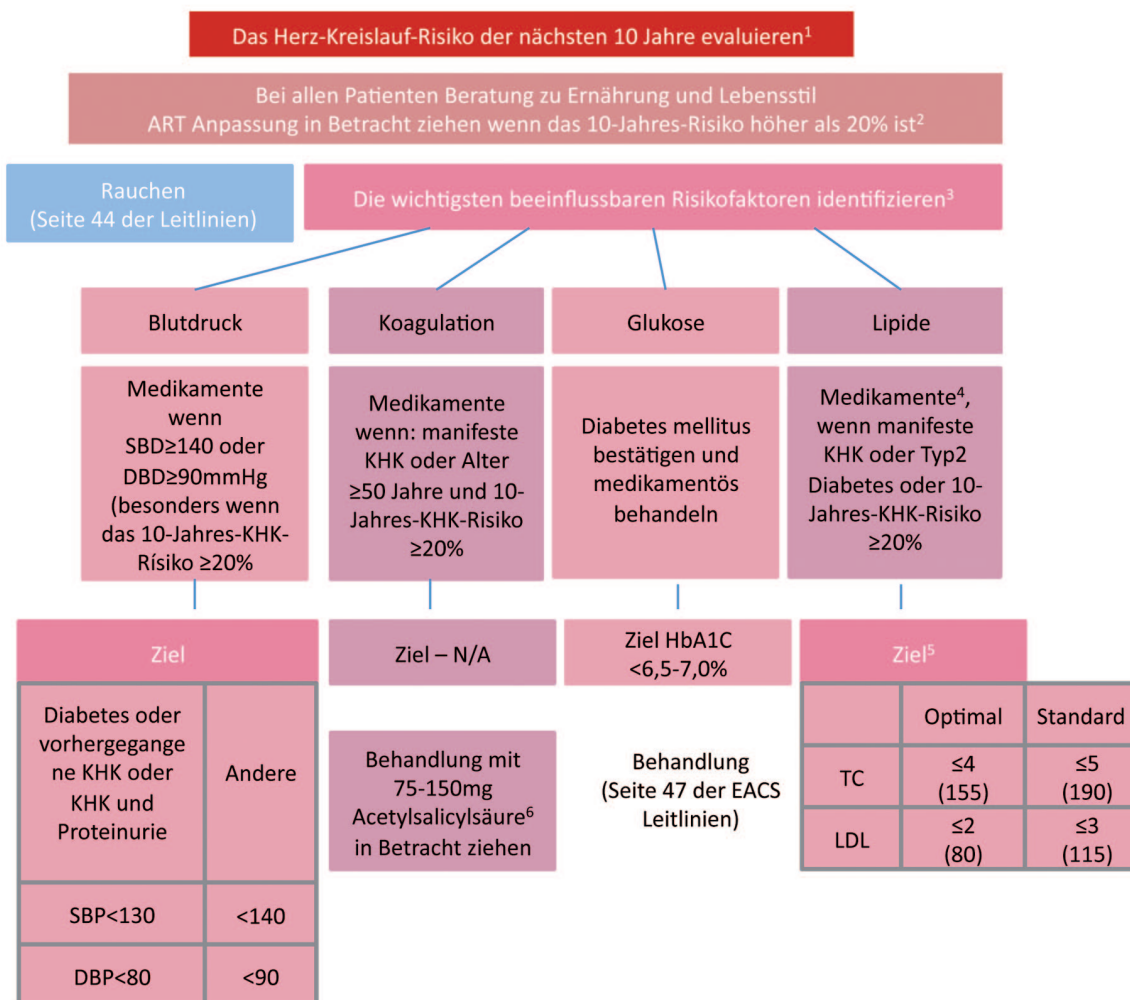 Das Herz-Kreislauf-Risiko der nächsten 10 Jahre evaluieren¹
Bei allen Patienten Beratung zu Ernährung und Lebensstil
ART Anpassung in Betracht ziehen wenn das 10-Jahres-Risiko höher als 20% ist²
Rauchen
(Seite 44 der Leitlinien)
Die wichtigsten beeinflussbaren Risikofaktoren identifizieren³
Blutdruck
Koagulation
Glukose
Lipide
Medikamente
wenn
SBD≥140 oder
DBD≥90mmHg
(besonders wenn
das 10-Jahres-KHK-
Rísiko ≥20%
Medikamente
wenn: manifeste
KHK oder Alter
≥50 Jahre und 10-
Jahres-KHK-Risiko
≥20%
Diabetes mellitus
bestätigen und
medikamentös
behandeln
Medikamente⁴,
wenn manifeste
KHK oder Typ2
Diabetes oder 10-
Jahres-KHK-Risiko
≥20%
Ziel
Diabetes oder
vorhergegange
ne KHK oder
KHK und
Proteinurie
Andere
SBP<130
<140
DBP<80
<90
Ziel – N/A
Behandlung mit
75-150mg
Acetylsalicylsäure⁶
in Betracht ziehen
Ziel HbA1C
<6,5-7,0%
Behandlung
(Seite 47 der EACS
Leitlinien)
Ziel⁵
Optimal
Standard
TC
≤4
(155)
≤5
(190)
LDL
≤2
(80)
≤3
(115)